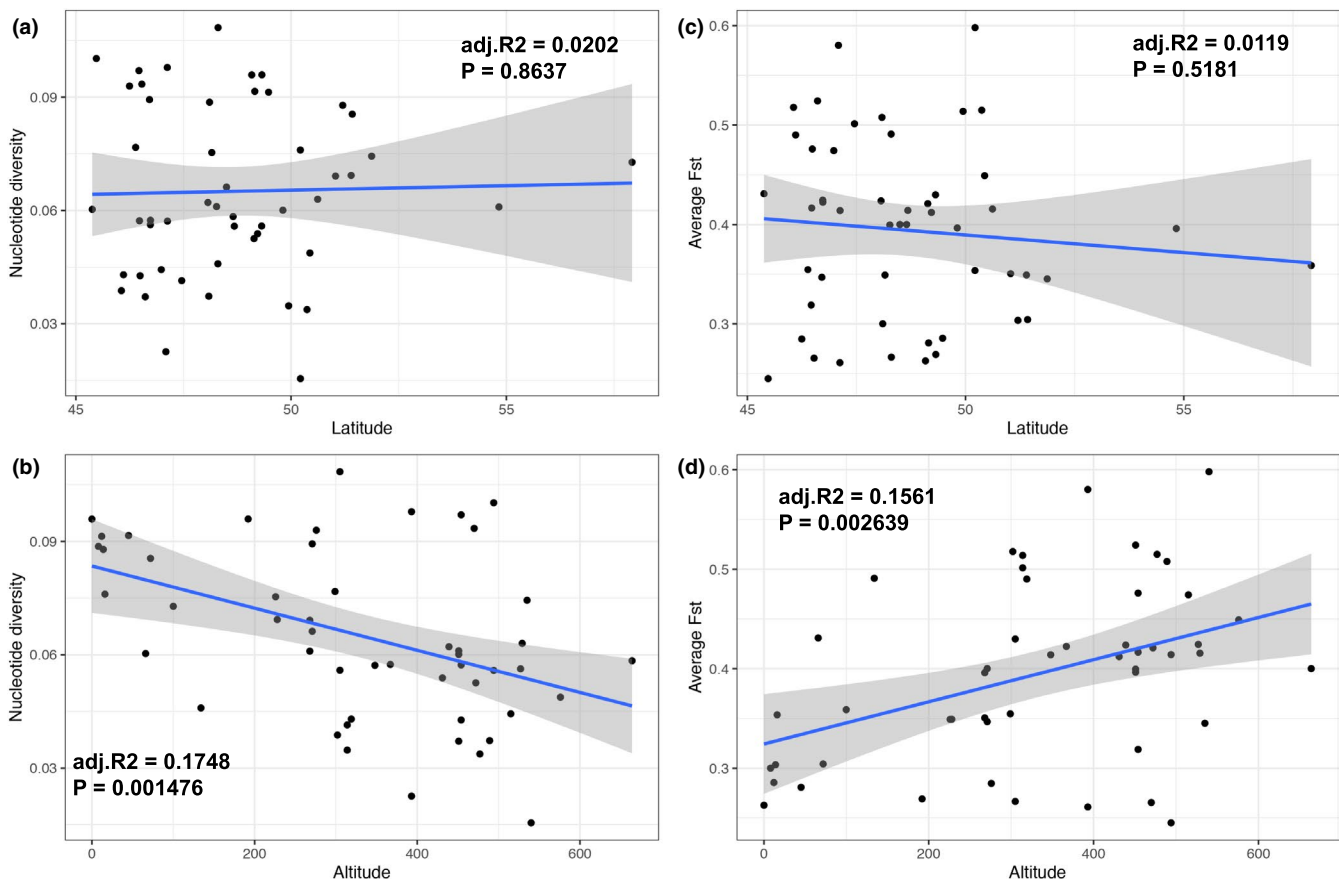 (a)
adj.R2 = 0.0202
P = 0.8637
Nucleotide diversity
0.09
0.06
0.03
45
50
55
Latitude
(c)
adj.R2 = 0.0119
P = 0.5181
Average Fst
0.6
0.5
0.4
0.3
45
50
55
Latitude
(b)
adj.R2 = 0.1748
P = 0.001476
Nucleotide diversity
0.09
0.06
0.03
0
200
400
600
Altitude
(d)
adj.R2 = 0.1561
P = 0.002639
Average Fst
0.6
0.5
0.4
0.3
0
200
400
600
Altitude